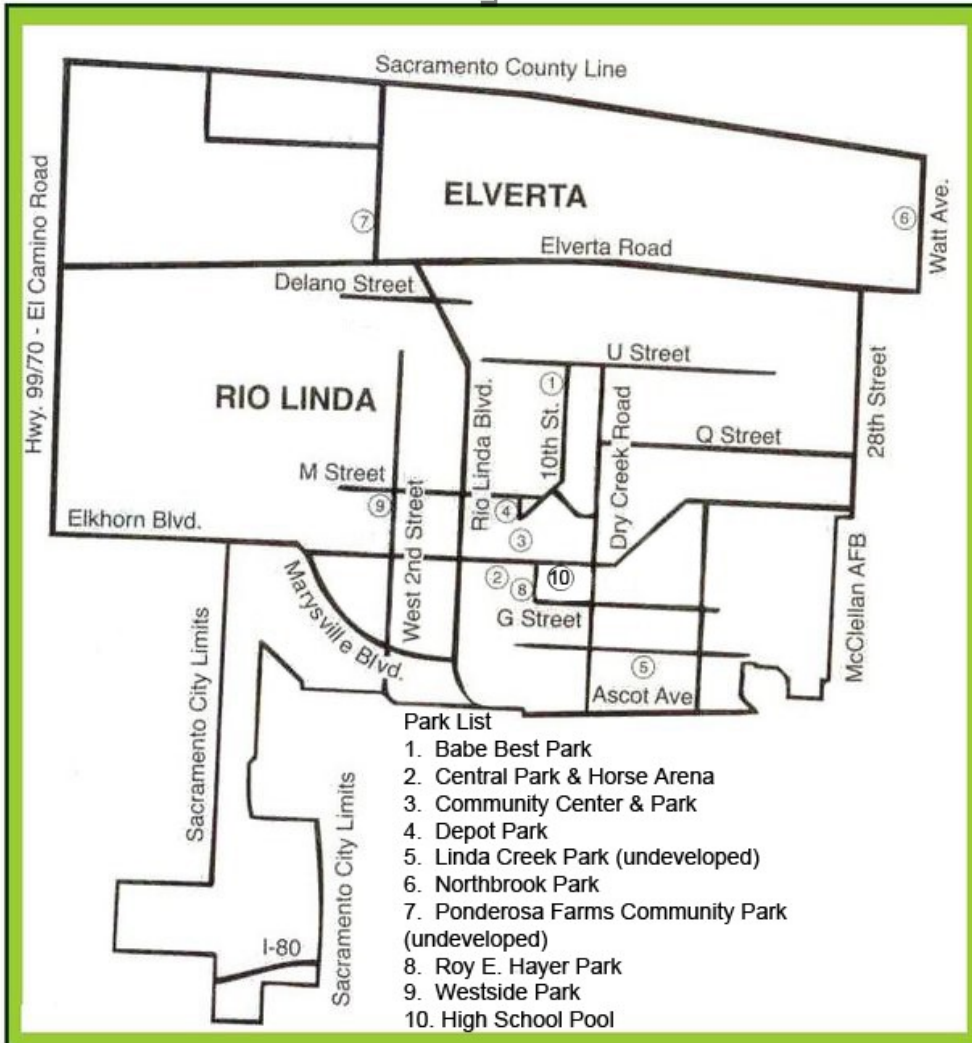 Sacramento County Line
Hwy. 99/70 - El Camino Road
ELVERTA
7
6
Watt Ave.
Elverta Road
Delano Street
U Street
RIO LINDA
1
10th St.
Rio Linda Blvd.
Dry Creek Road
28th Street
Q Street
M Street
9
West 2nd Street
4
3
Elkhorn Blvd.
2
8
10
Marysville Blvd.
G Street
McClellan AFB
Sacramento City Limits
5
Ascot Ave
Sacramento City Limits
I-80
Park List
1. Babe Best Park
2. Central Park & Horse Arena
3. Community Center & Park
4. Depot Park
5. Linda Creek Park (undeveloped)
6. Northbrook Park
7. Ponderosa Farms Community Park
(undeveloped)
8. Roy E. Hayer Park
9. Westside Park
10. High School Pool